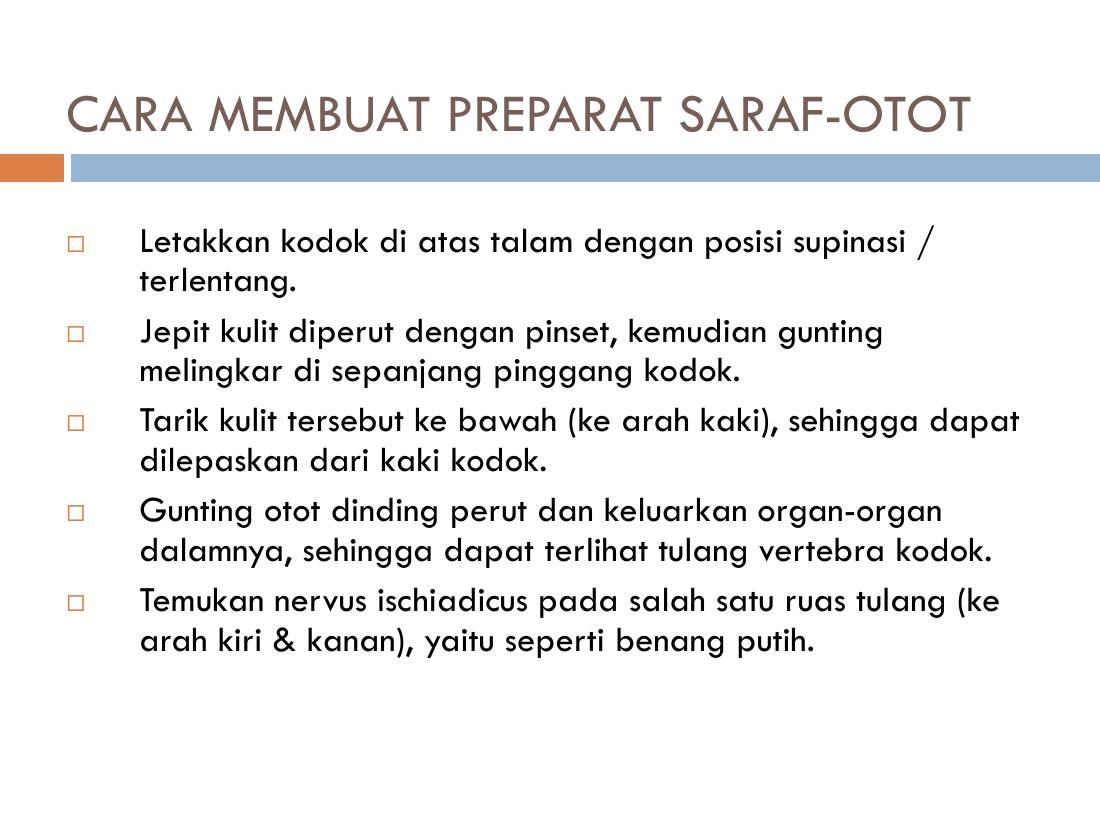 CARA MEMBUAT PREPARAT SARAF-OTOT
Letakkan kodok di atas talam dengan posisi supinasi /
terlentang.
Jepit kulit diperut dengan pinset, kemudian gunting
melingkar di sepanjang pinggang kodok.
Tarik kulit tersebut ke bawah (ke arah kaki), sehingga dapat
dilepaskan dari kaki kodok.
Gunting otot dinding perut dan keluarkan organ-organ
dalamnya, sehingga dapat terlihat tulang vertebra kodok.
Temukan nervus ischiadicus pada salah satu ruas tulang (ke
arah kiri & kanan), yaitu seperti benang putih.